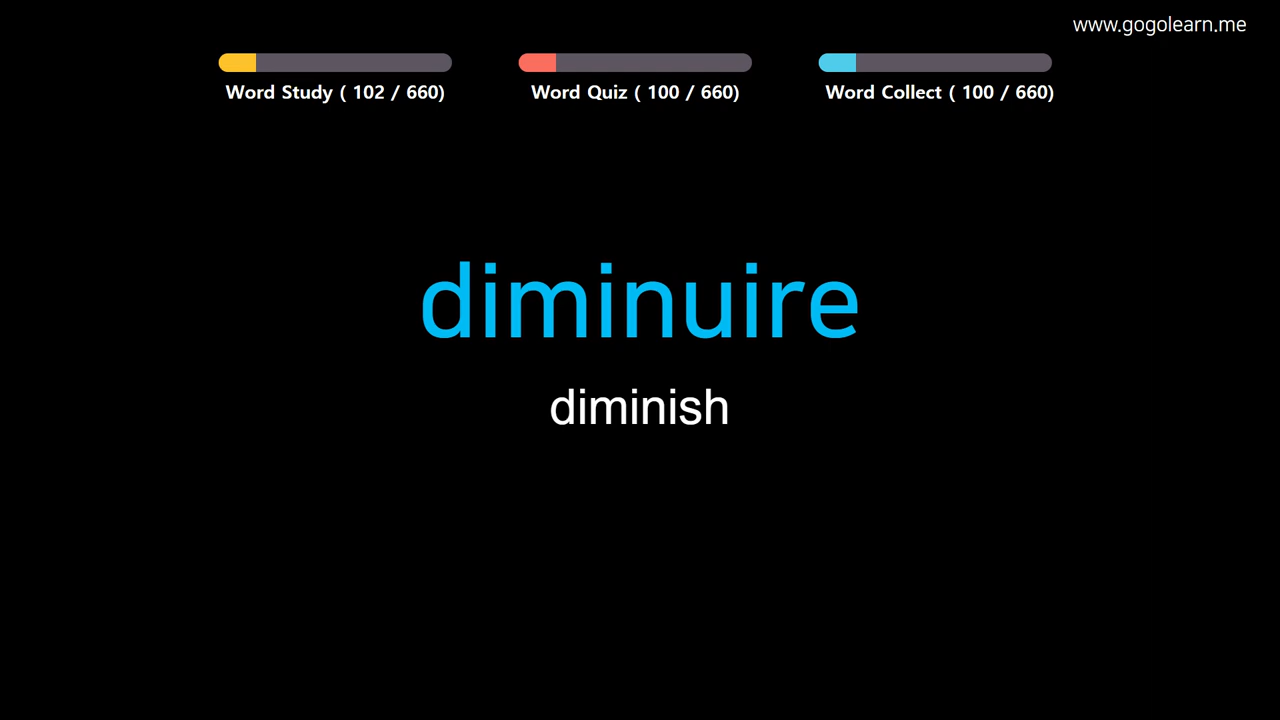 www.gogolearn.me
Word Study ( 102 / 660)
Word Quiz ( 100 / 660)
Word Collect ( 100 / 660)
diminuire
diminish